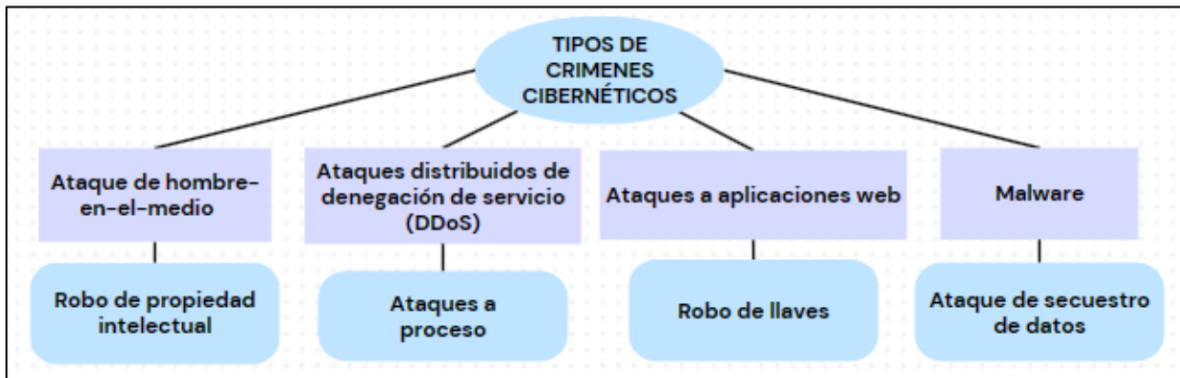 TIPOS DE
CRIMENES
CIBERNÉTICOS
Ataque de hombre-
en-el-medio
Ataques distribuidos de
denegación de servicio
(DDoS)
Ataques a aplicaciones web
Malware
Robo de propiedad
intelectual
Ataques a
proceso
Robo de llaves
Ataque de secuestro
de datos